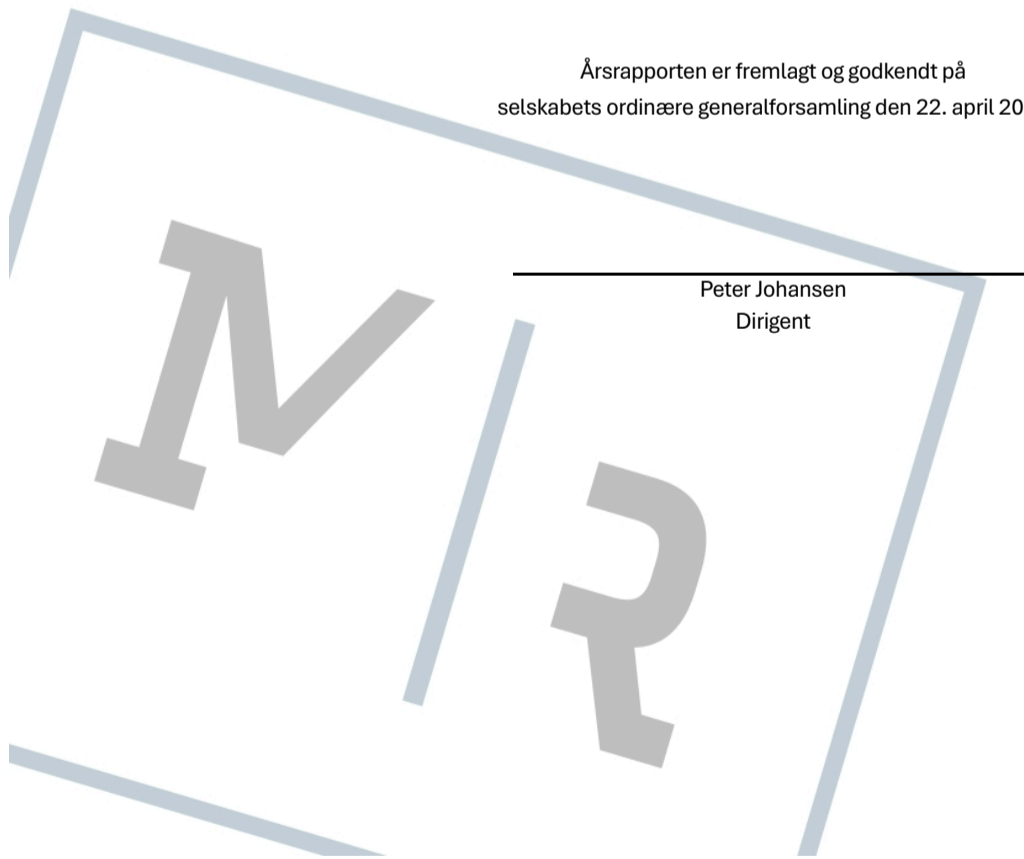 Årsrapporten er fremlagt og godkendt på
selskabets ordinære generalforsamling den 22. april 20
Peter Johansen
Dirigent
M R